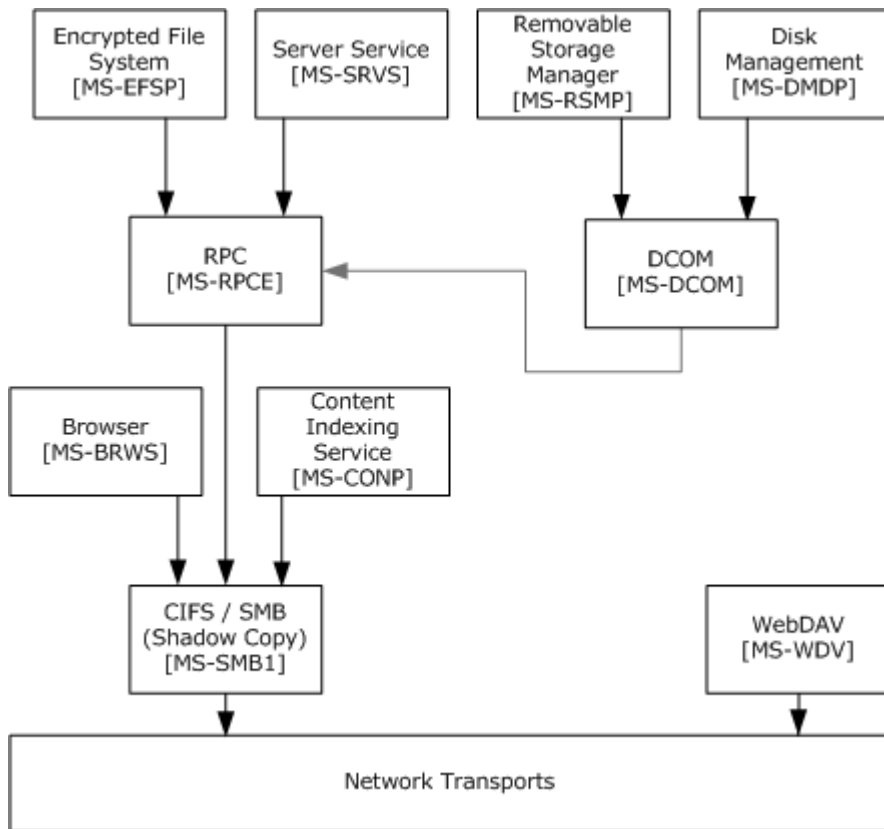 Encrypted File
System
[MS-EFSP]
Server Service
[MS-SRVS]
Removable
Storage
Manager
[MS-RSMP]
Disk
Management
[MS-DMDP]
RPC
[MS-RPCE]
DCOM
[MS-DCOM]
Browser
[MS-BRWS]
Content
Indexing
Service
[MS-CONP]
CIFS / SMB
(Shadow Copy)
[MS-SMB1]
WebDAV
[MS-WDV]
Network Transports